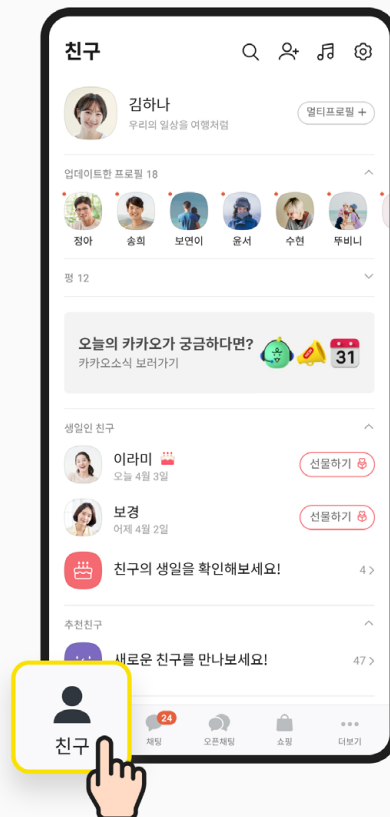 친구
김하나
우리의 일상을 여행처럼
멀티프로필 +
업데이트한 프로필 18
정아 송희 보연이 윤서 수현 뚜비니
펑 12
오늘의 카카오가 궁금하다면?
카카오소식 보러가기
31
생일인 친구
이라미
오늘 4월 3일
선물하기
보경
어제 4월 2일
선물하기
친구의 생일을 확인해보세요!
4
추천친구
새로운 친구를 만나보세요!
47
친구
24
채팅 오픈채팅 쇼핑 더보기